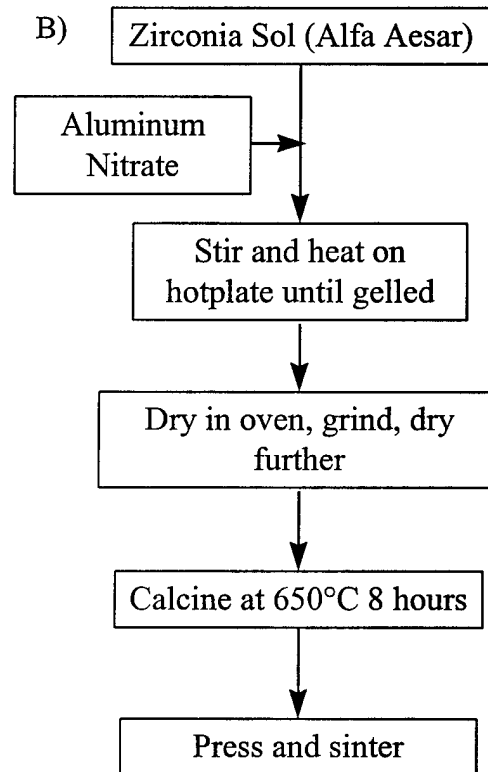 B)
Zirconia Sol (Alfa Aesar)
Aluminum
Nitrate
Stir and heat on
hotplate until gelled
Dry in oven, grind, dry
further
Calcine at 650°C 8 hours
Press and sinter